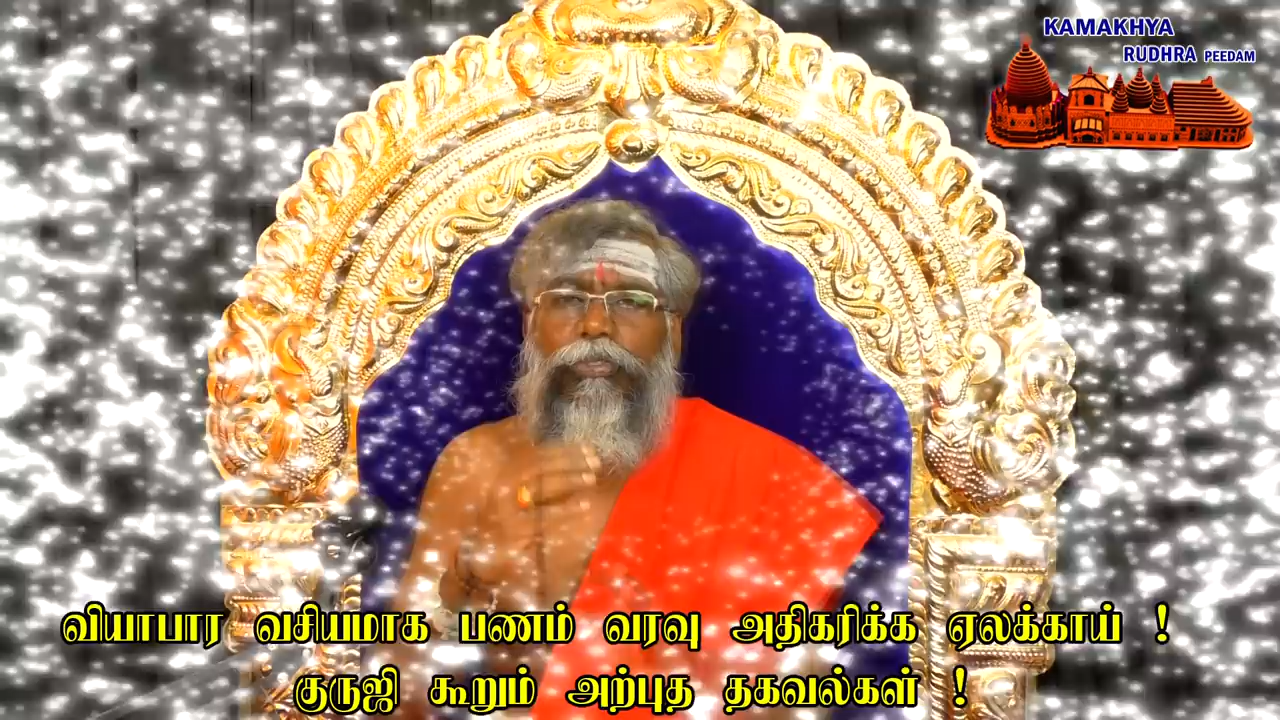 KAMAKHYA
RUDHRA PEEDAM
வியாபார வசியமாக பணம் வரவு அதிகரிக்க ஏலக்காய் !
குருஜி கூறும் அற்புத தகவல்கள் !